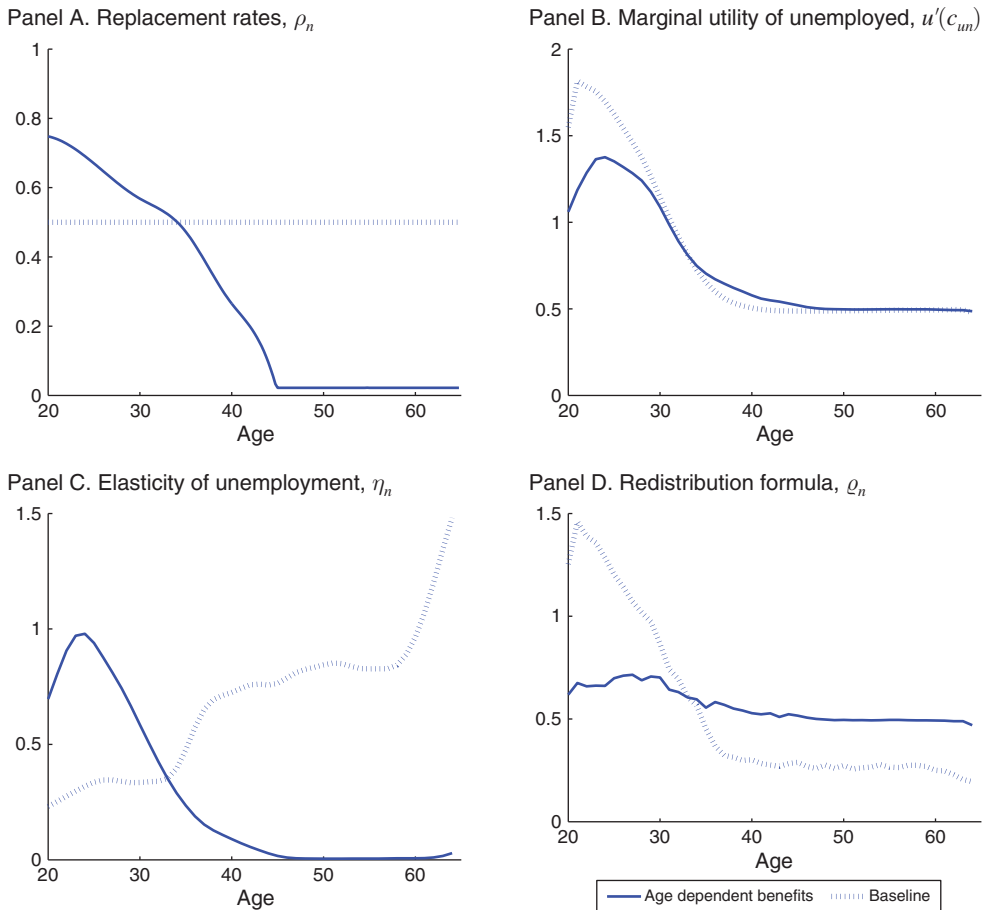 Panel A. Replacement rates, ρn
1
0.8
0.6
0.4
0.2
0
20 30 40 50 60
Age
Panel B. Marginal utility of unemployed, u′(cun)
2
1.5
1
0.5
0
20 30 40 50 60
Age
Panel C. Elasticity of unemployment, ηn
1.5
1
0.5
0
20 30 40 50 60
Age
Panel D. Redistribution formula, ϱn
1.5
1
0.5
0
20 30 40 50 60
Age
Age dependent benefits Baseline